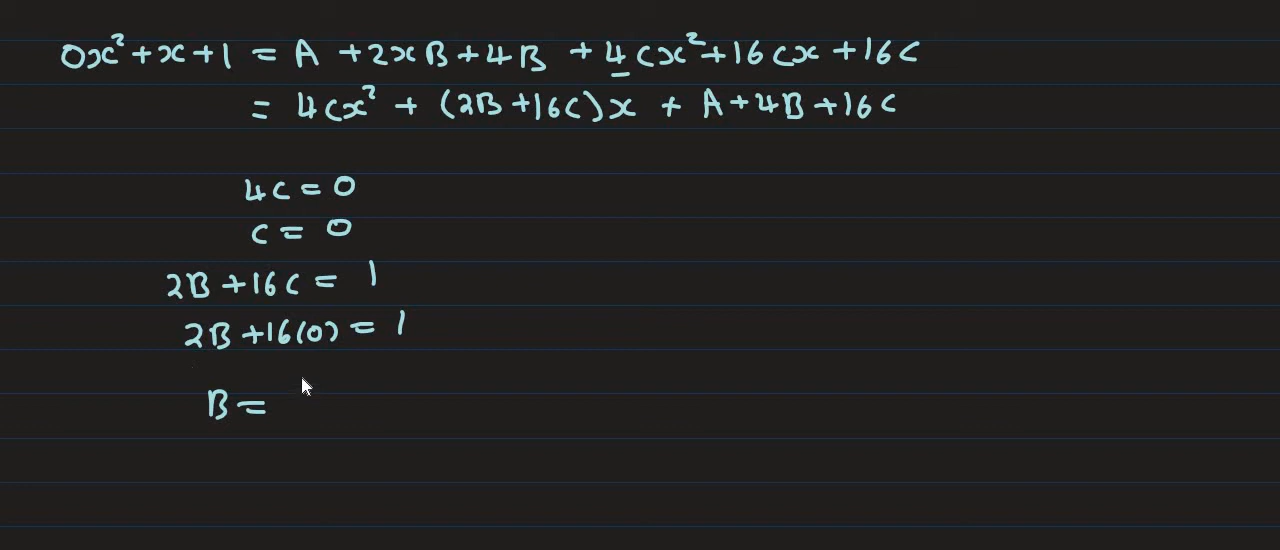 0x² + x + 1 = A + 2xB + 4B + 4Cx² + 16Cx + 16C
= 4Cx² + (2B + 16C)x + A + 4B + 16C
4C = 0
C = 0
2B + 16C = 1
2B + 16(0) = 1
B =